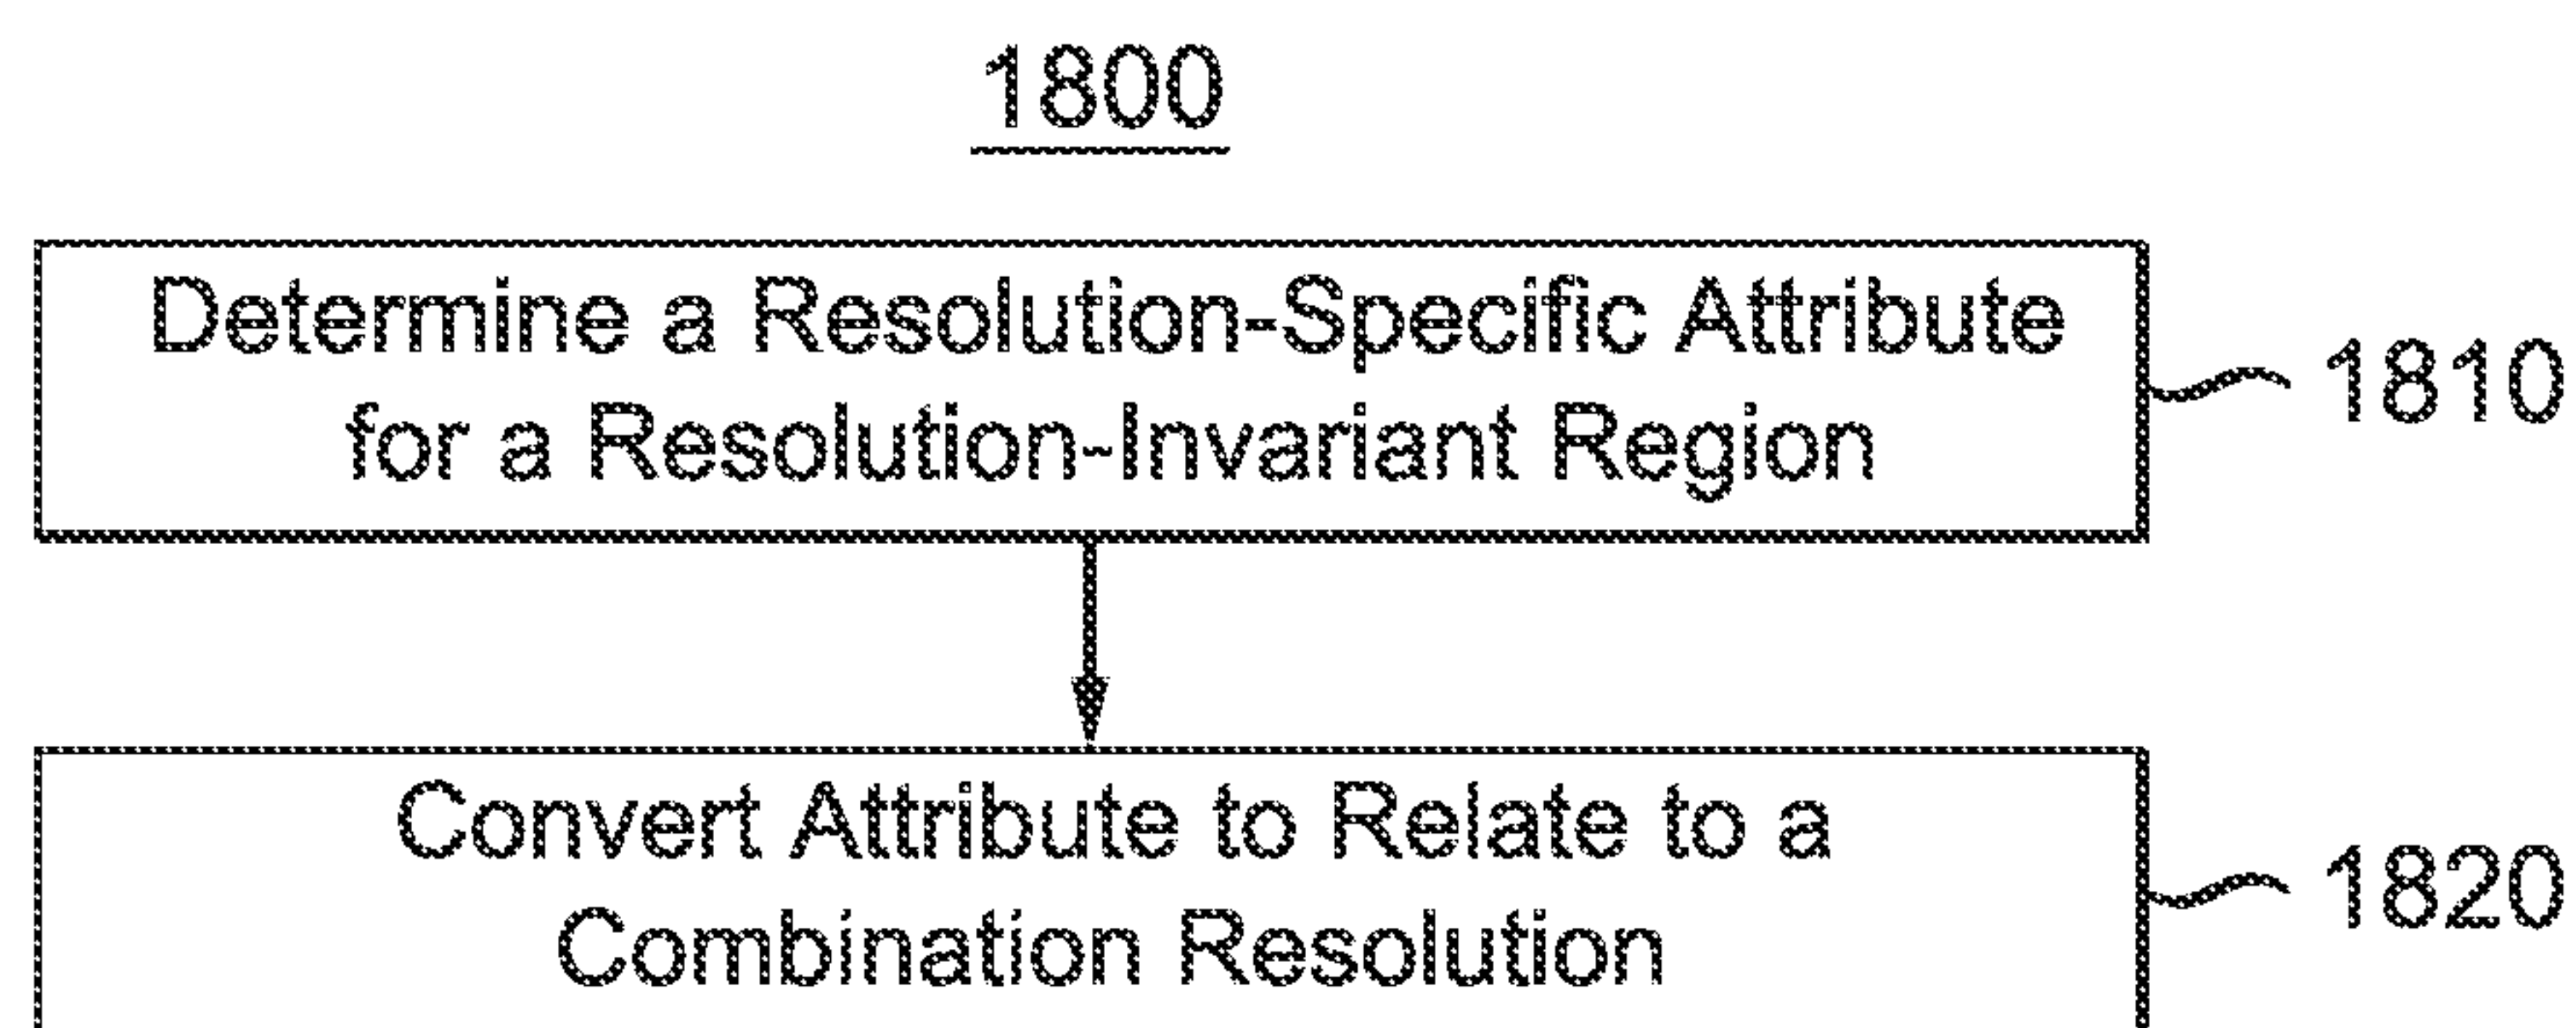 1800
Determine a Resolution-Specific Attribute
for a Resolution-Invariant Region
1810
Convert Attribute to Relate to a
Combination Resolution
1820